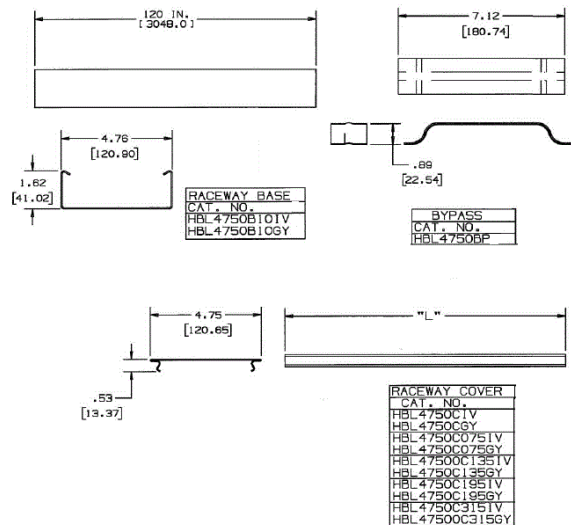 120 IN.
[3048.0]
7.12
[180.74]
4.76
[120.90]
1.62
[41.02]
.89
[22.54]
RACEWAY BASE
CAT. NO.
HBL4750B10IV
HBL4750B10GY
BYPASS
CAT. NO.
HBL4750BP
4.75
[120.65]
"L"
.53
[13.37]
RACEWAY COVER
CAT. NO.
HBL4750CIV
HBL4750CGY
HBL4750C075IV
HBL4750C075GY
HBL47500C135IV
HBL4750C135GY
HBL4750C195IV
HBL4750C195GY
HBL4750C315IV
HBL47500C315GY